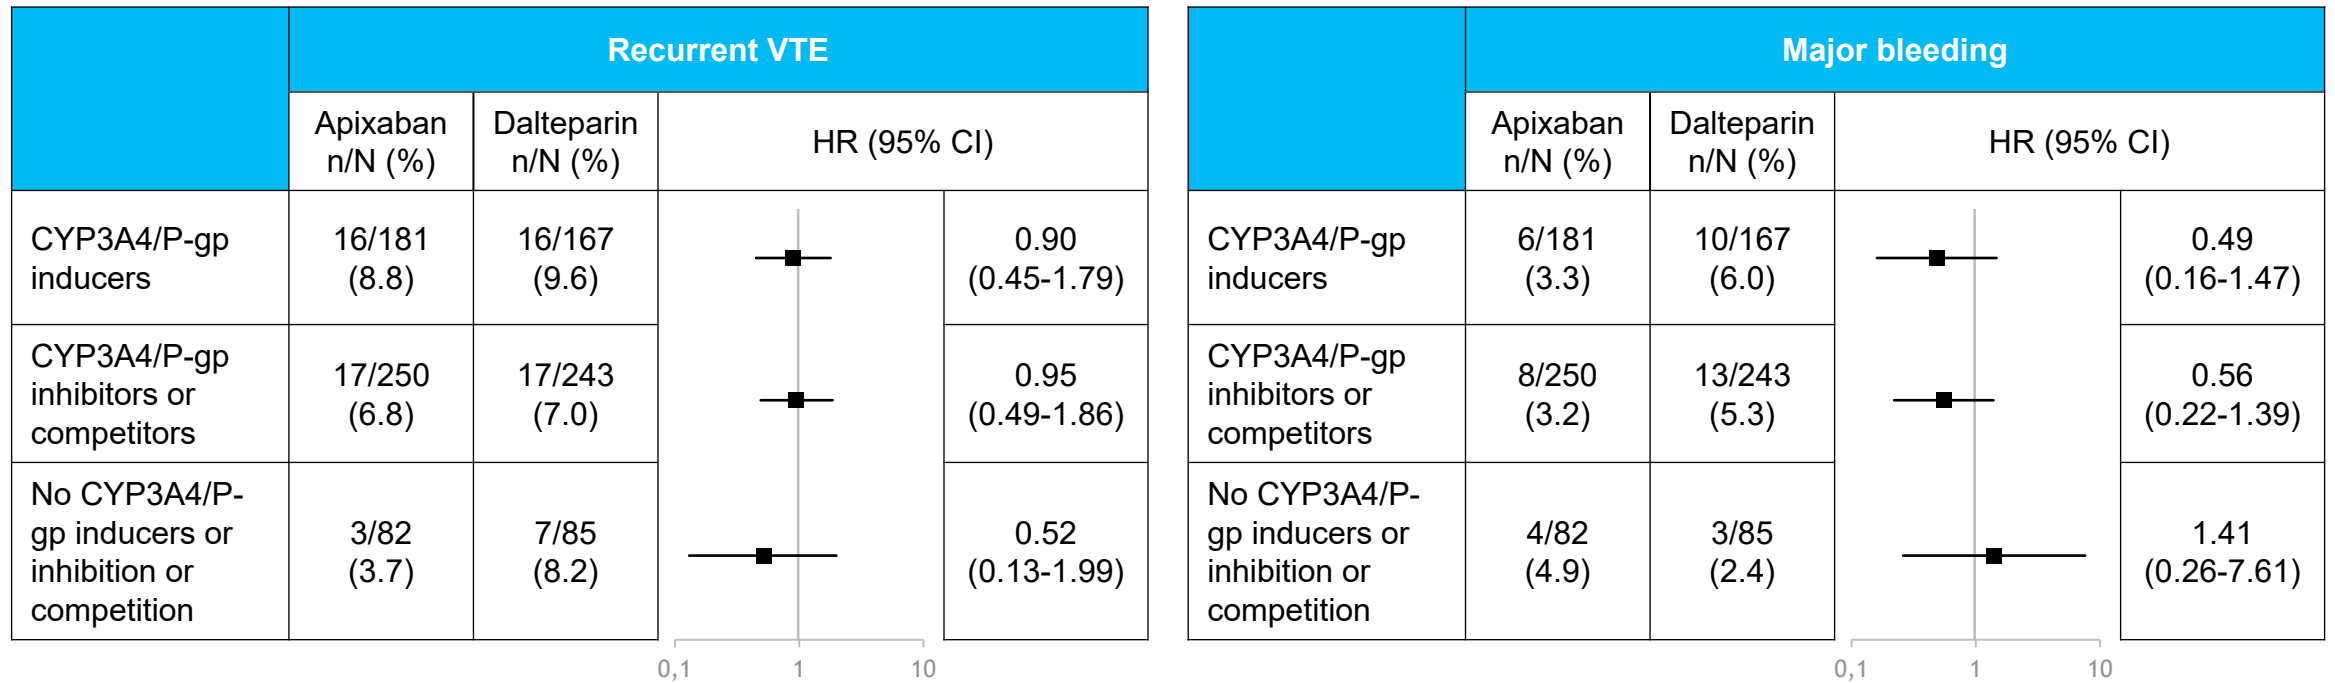 Recurrent VTE
Apixaban
n/N (%)
Dalteparin
n/N (%)
HR (95% CI)
CYP3A4/P-gp
inducers
16/181
(8.8)
16/167
(9.6)
0.90
(0.45-1.79)
CYP3A4/P-gp
inhibitors or
competitors
17/250
(6.8)
17/243
(7.0)
0.95
(0.49-1.86)
No CYP3A4/P-
gp inducers or
inhibition or
competition
3/82
(3.7)
7/85
(8.2)
0.52
(0.13-1.99)
0,1
1
10
Major bleeding
Apixaban
n/N (%)
Dalteparin
n/N (%)
HR (95% CI)
CYP3A4/P-gp
inducers
6/181
(3.3)
10/167
(6.0)
0.49
(0.16-1.47)
CYP3A4/P-gp
inhibitors or
competitors
8/250
(3.2)
13/243
(5.3)
0.56
(0.22-1.39)
No CYP3A4/P-
gp inducers or
inhibition or
competition
4/82
(4.9)
3/85
(2.4)
1.41
(0.26-7.61)
0,1
1
10